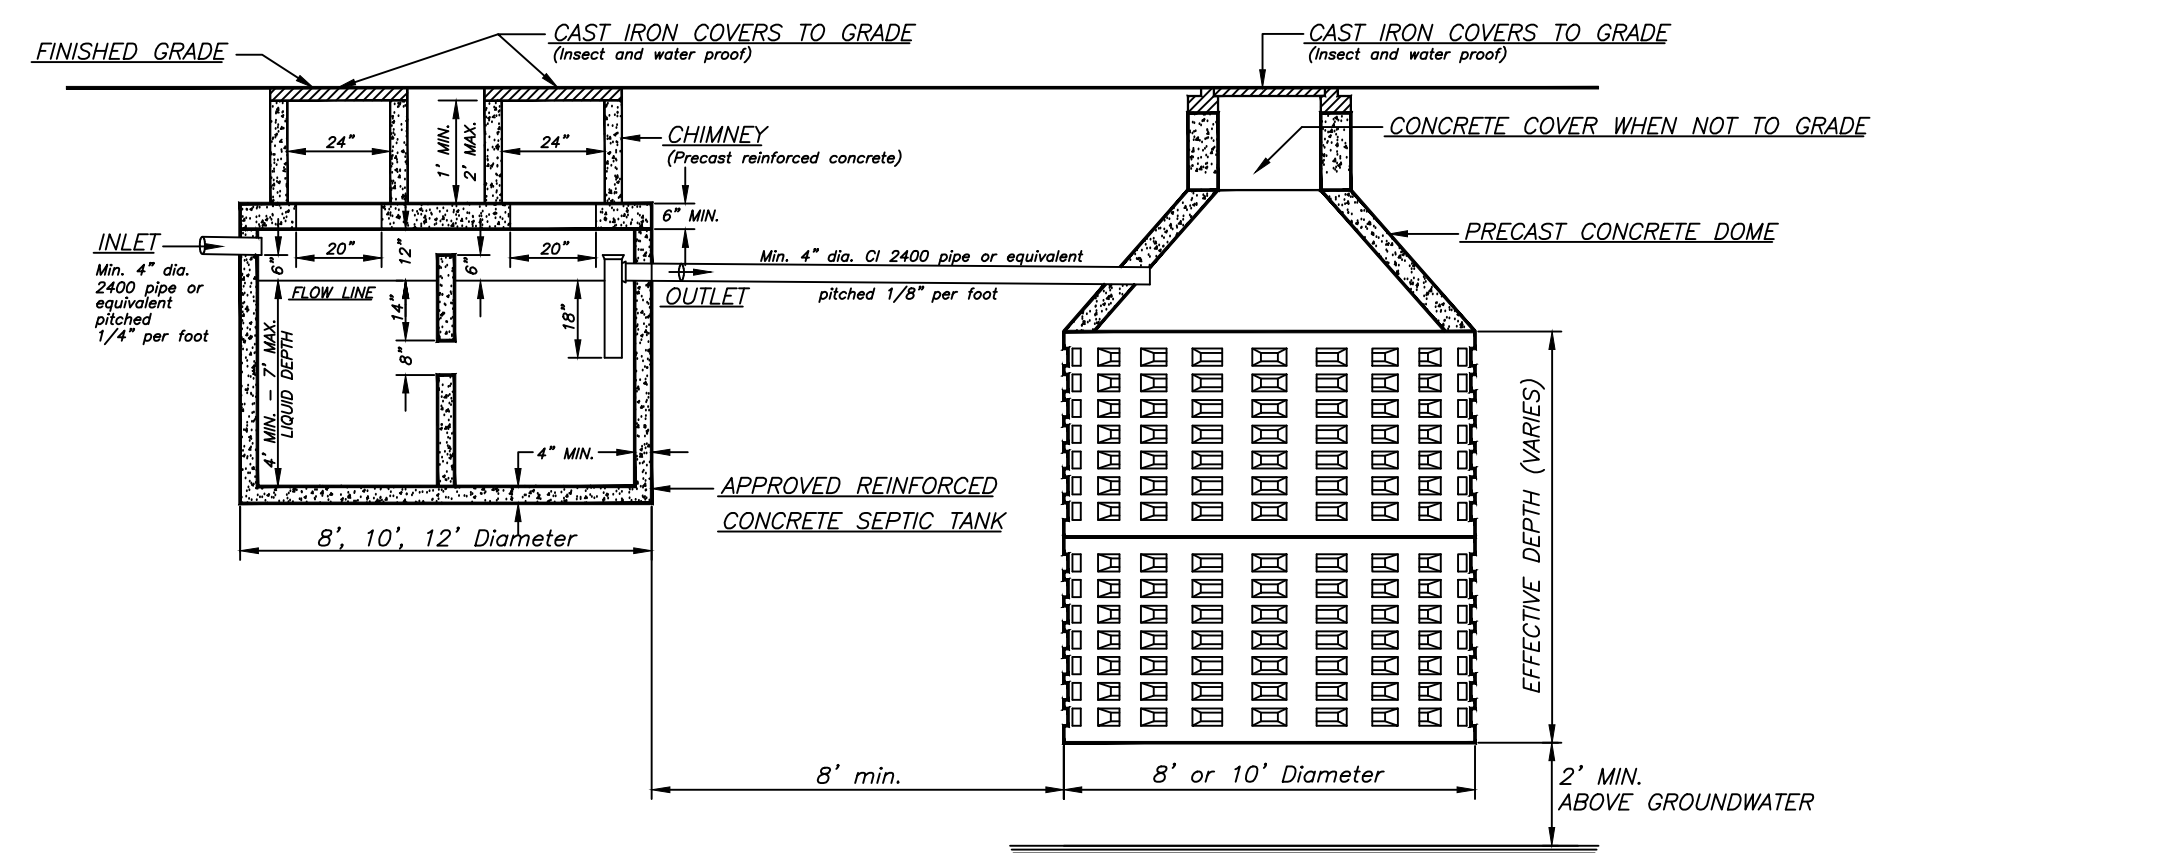 FINISHED GRADE
CAST IRON COVERS TO GRADE
(Insect and water proof)
CAST IRON COVERS TO GRADE
(Insect and water proof)
24"
1' MIN.
2' MAX.
24"
CHIMNEY
(Precast reinforced concrete)
CONCRETE COVER WHEN NOT TO GRADE
6" MIN.
INLET
Min. 4" dia.
2400 pipe or
equivalent
pitched
1/4" per foot
6"
20"
12"
6"
20"
FLOW LINE
14"
8"
18"
4' MIN. - 7' MAX.
LIQUID DEPTH
OUTLET
Min. 4" dia. CI 2400 pipe or equivalent
pitched 1/8" per foot
PRECAST CONCRETE DOME
4" MIN.
APPROVED REINFORCED
CONCRETE SEPTIC TANK
8', 10', 12' Diameter
EFFECTIVE DEPTH (VARIES)
8' min.
8' or 10' Diameter
2' MIN.
ABOVE GROUNDWATER